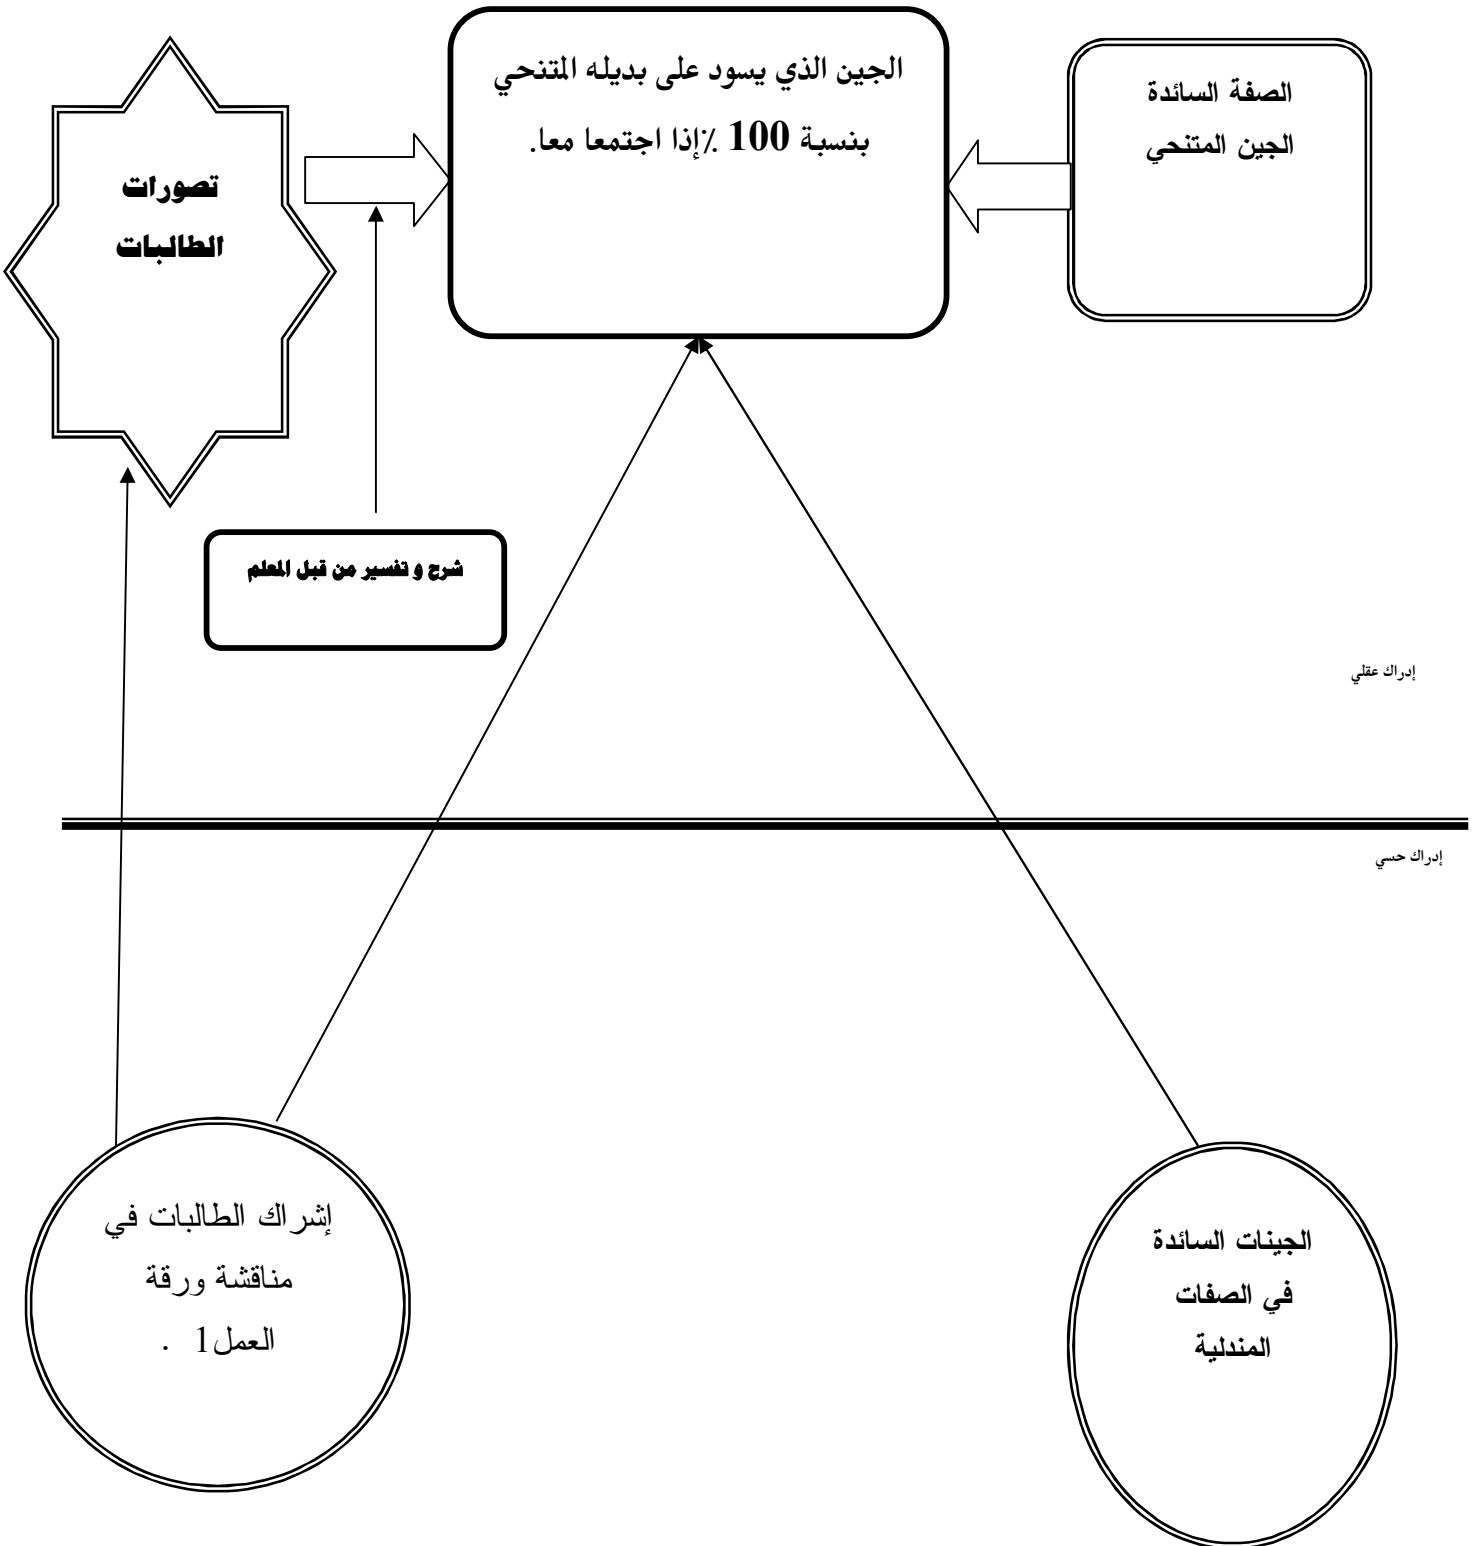 الصفة السائدة
الجين المتنحي
الجين الذي يسود على بديله المتنحي
بنسبة 100 ٪إذا اجتمعا معا.
تصورات
الطالبات
شرح و تفسير من قبل المعلم
إدراك عقلي
إدراك حسي
الجينات السائدة
في الصفات
المندلية
إشراك الطالبات في
مناقشة ورقة
العمل1 .